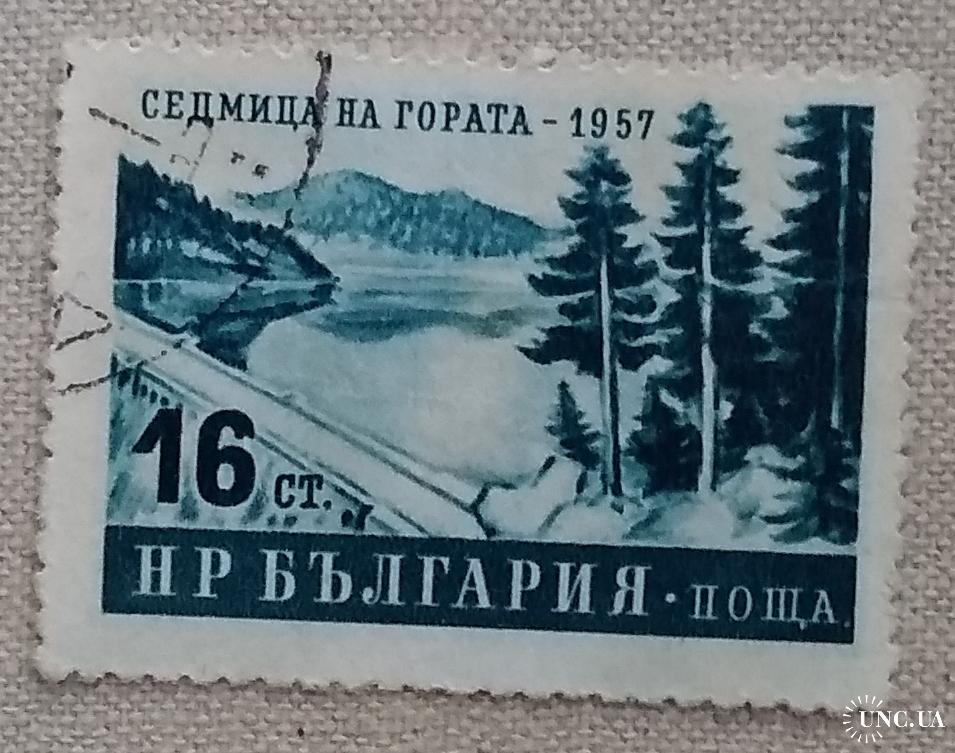 СЕДМИЦА НА ГОРАТА - 1957
16 СТ.
НР БЪЛГАРИЯ · ПОЩА.
UNC.UA